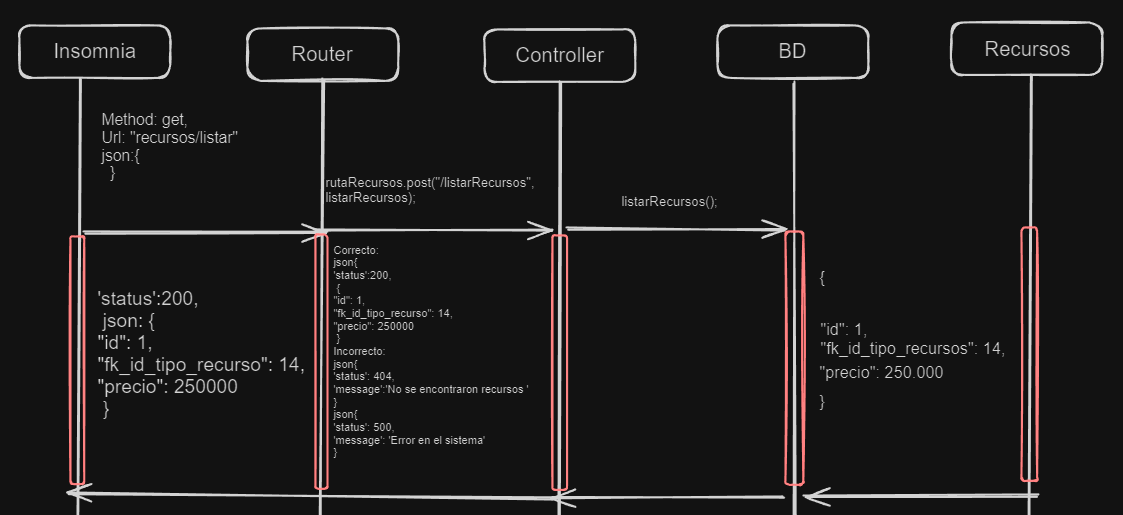 Insomnia
Router
Controller
BD
Recursos
Method: get,
Url: "recursos/listar"
json:{
}
rutaRecursos.post("/listarRecursos",
listarRecursos);
listarRecursos();
'status':200,
json: {
"id": 1,
"fk_id_tipo_recurso": 14,
"precio": 250000
}
Correcto:
json{
'status':200,
{
"id": 1,
"fk_id_tipo_recurso": 14,
"precio": 250000
}
Incorrecto:
json{
'status': 404,
'message':'No se encontraron recursos '
}
json{
'status': 500,
'message': 'Error en el sistema'
}
{
"id": 1,
"fk_id_tipo_recursos": 14,
"precio": 250.000
}